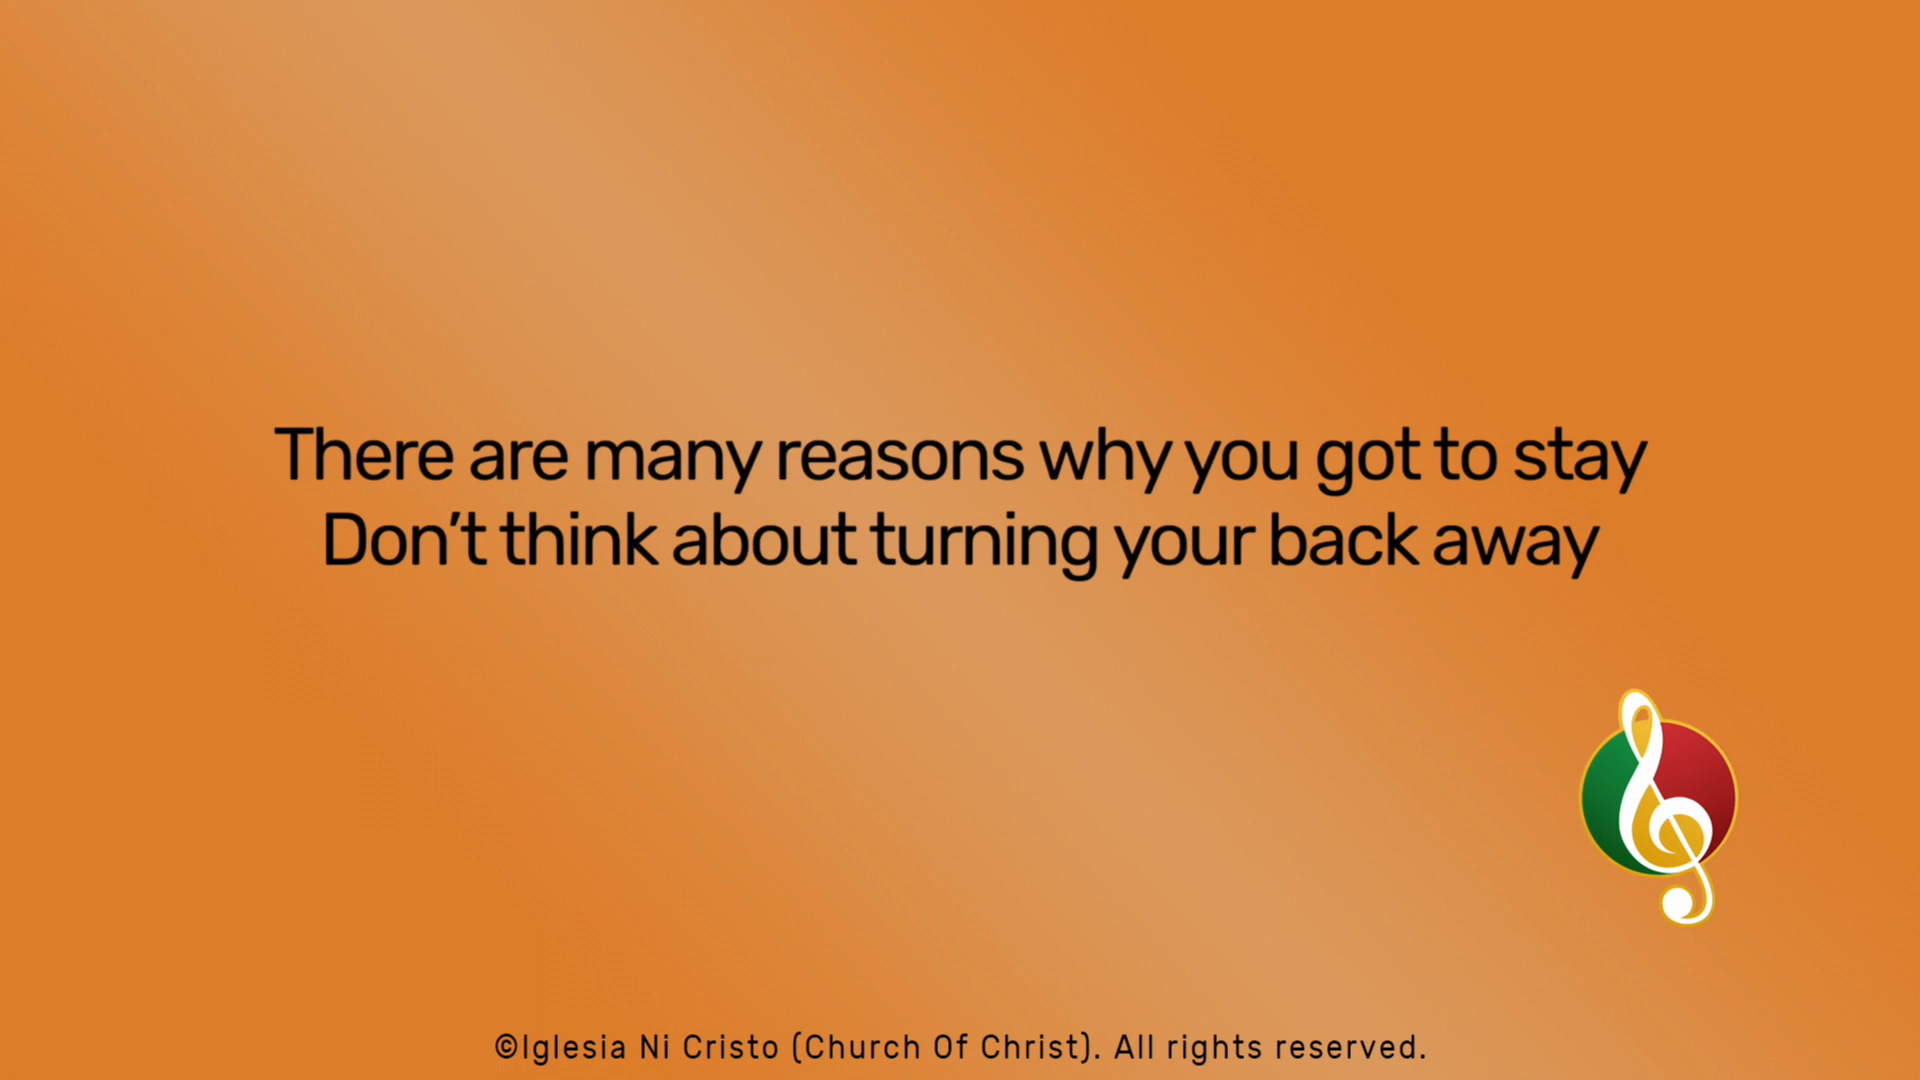 There are many reasons why you got to stay
Don’t think about turning your back away
©Iglesia Ni Cristo (Church Of Christ). All rights reserved.